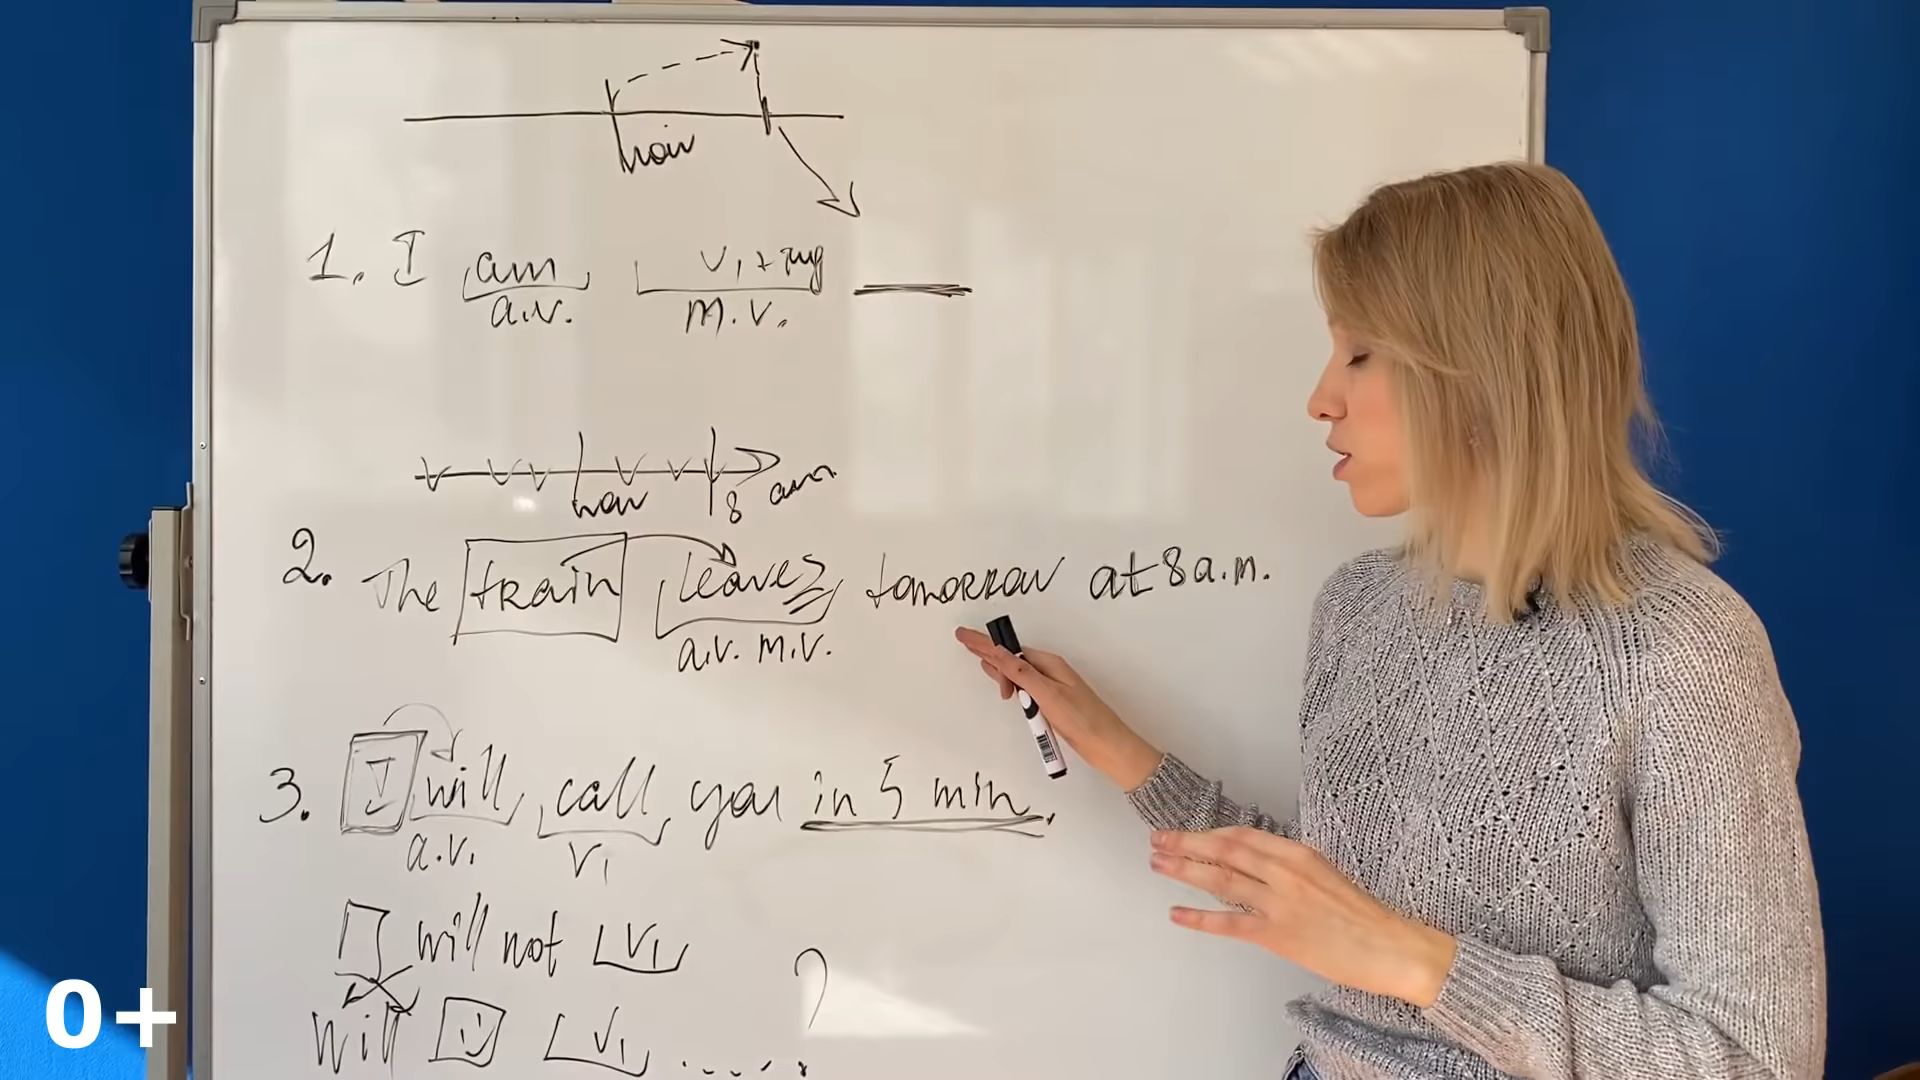 now
1. I am V1 + ing
a.v. m.v.
now 8 am
2. The train leaves tomorrow at 8 a.m.
a.v. m.v.
3. I will call you in 5 min.
a.v. V1
will not V1
Will V1 ..... ?
0+